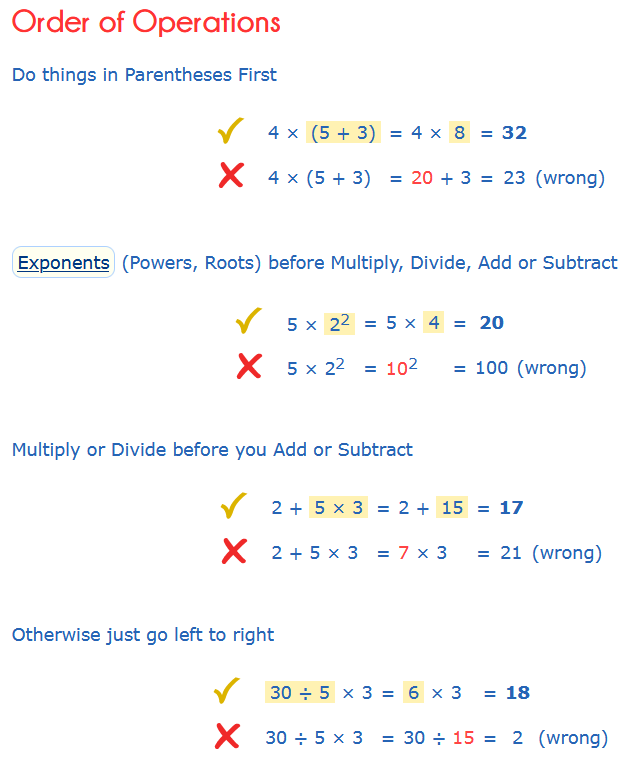 Order of Operations
Do things in Parentheses First
4 × (5 + 3) = 4 × 8 = 32
4 × (5 + 3) = 20 + 3 = 23 (wrong)
Exponents (Powers, Roots) before Multiply, Divide, Add or Subtract
5 × 2² = 5 × 4 = 20
5 × 2² = 10² = 100 (wrong)
Multiply or Divide before you Add or Subtract
2 + 5 × 3 = 2 + 15 = 17
2 + 5 × 3 = 7 × 3 = 21 (wrong)
Otherwise just go left to right
30 ÷ 5 × 3 = 6 × 3 = 18
30 ÷ 5 × 3 = 30 ÷ 15 = 2 (wrong)